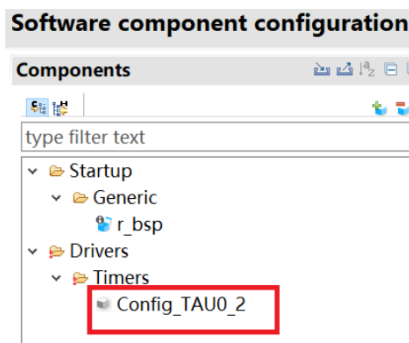 Software component configuration
Components
type filter text
Startup
Generic
r_bsp
Drivers
Timers
Config_TAU0_2